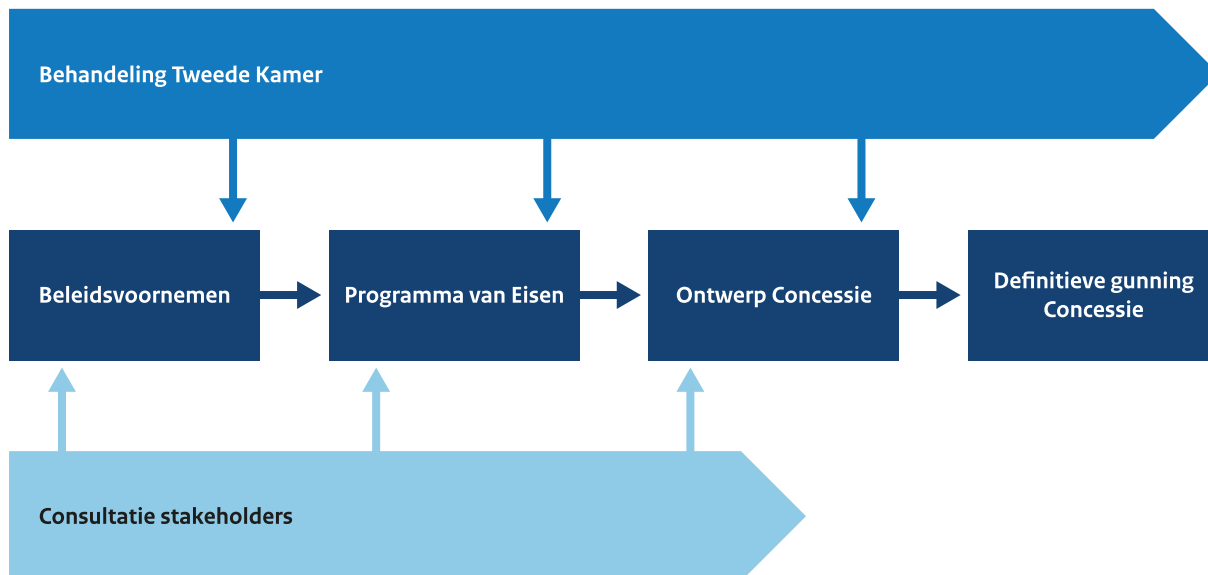 Behandeling Tweede Kamer
Beleidsvoornemen
Programma van Eisen
Ontwerp Concessie
Definitieve gunning
Concessie
Consultatie stakeholders